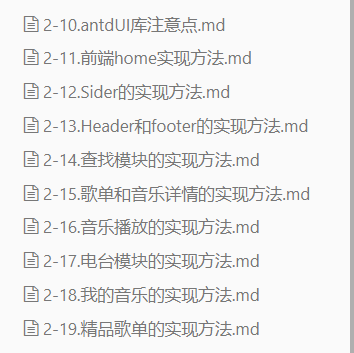 2-10.antdUI库注意点.md
2-11.前端home实现方法.md
2-12.Sider的实现方法.md
2-13.Header和footer的实现方法.md
2-14.查找模块的实现方法.md
2-15.歌单和音乐详情的实现方法.md
2-16.音乐播放的实现方法.md
2-17.电台模块的实现方法.md
2-18.我的音乐的实现方法.md
2-19.精品歌单的实现方法.md